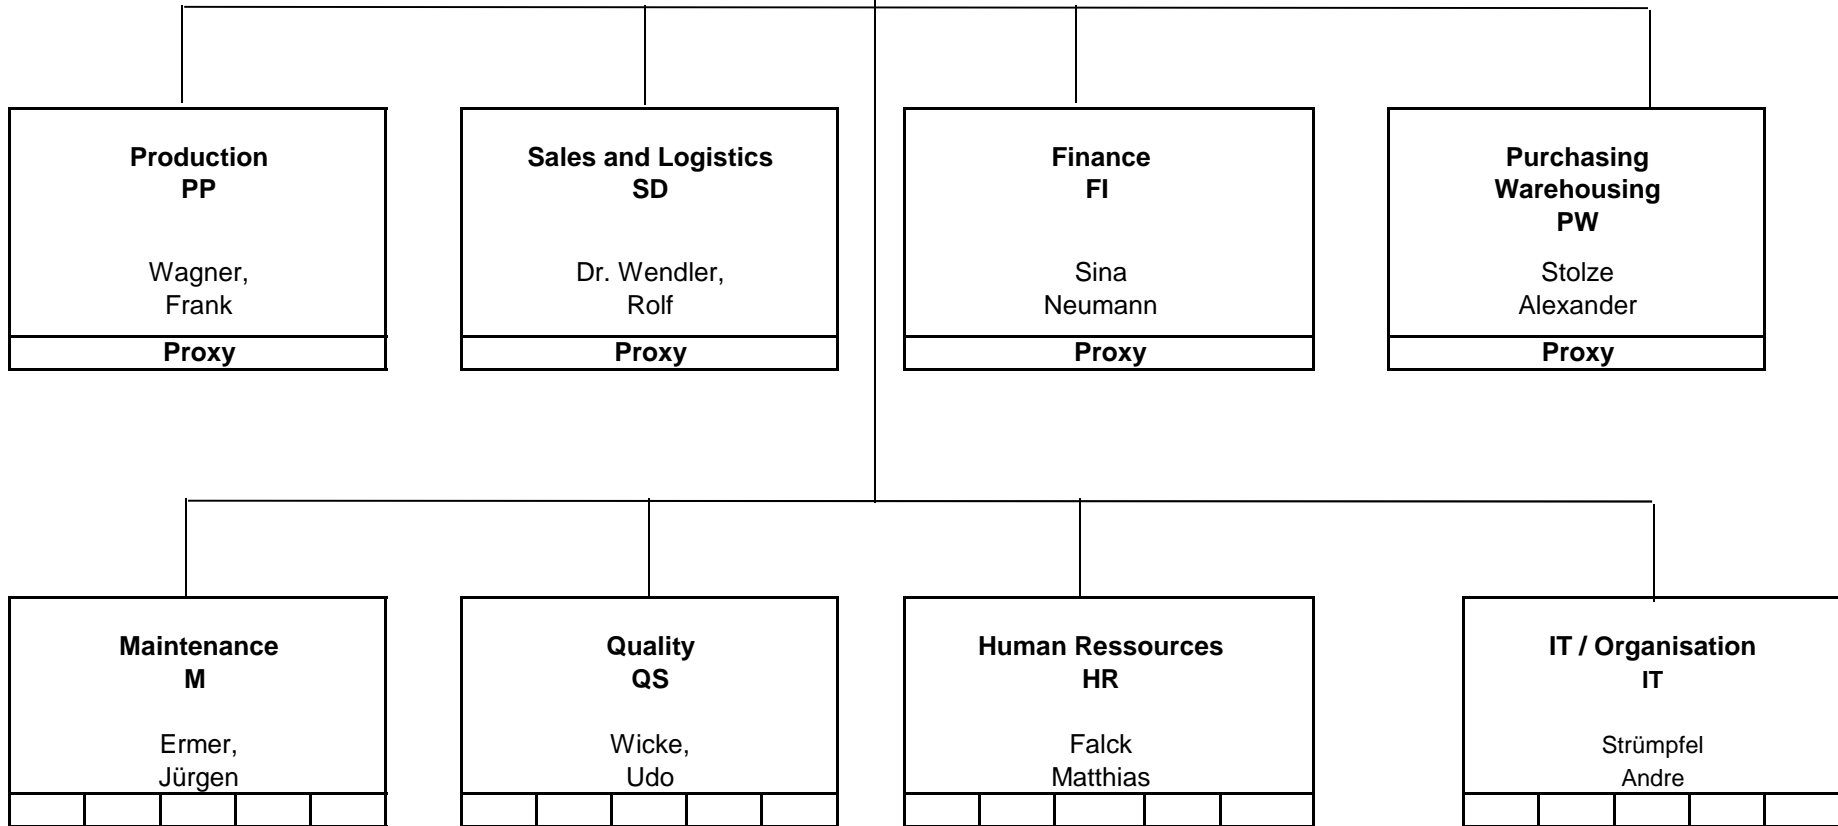 Production
PP
Wagner,
Frank
Proxy
Sales and Logistics
SD
Dr. Wendler,
Rolf
Proxy
Finance
FI
Sina
Neumann
Proxy
Purchasing
Warehousing
PW
Stolze
Alexander
Proxy
Maintenance
M
Ermer,
Jürgen
Quality
QS
Wicke,
Udo
Human Ressources
HR
Falck
Matthias
IT / Organisation
IT
Strümpfel
Andre